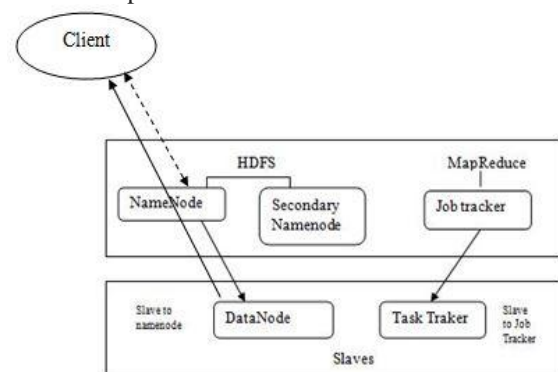 Client
HDFS
MapReduce
NameNode
Secondary
Namenode
Job tracker
Slave to
namenode
DataNode
Task Traker
Slave
to Job
Tracker
Slaves